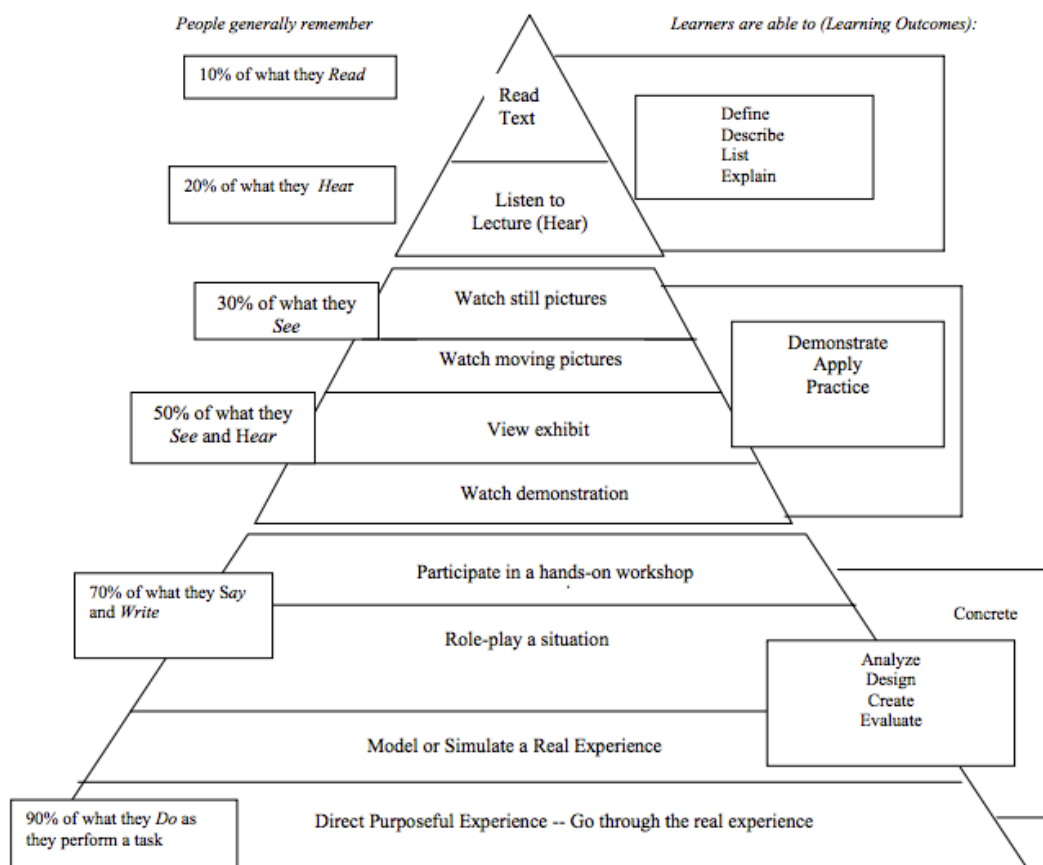 People generally remember
Learners are able to (Learning Outcomes):
10% of what they Read
Read
Text
Define
Describe
List
Explain
20% of what they Hear
Listen to
Lecture (Hear)
30% of what they
See
Watch still pictures
Watch moving pictures
Demonstrate
Apply
Practice
50% of what they
See and Hear
View exhibit
Watch demonstration
Participate in a hands-on workshop
70% of what they Say
and Write
Role-play a situation
Concrete
Analyze
Design
Create
Evaluate
Model or Simulate a Real Experience
90% of what they Do as
they perform a task
Direct Purposeful Experience -- Go through the real experience